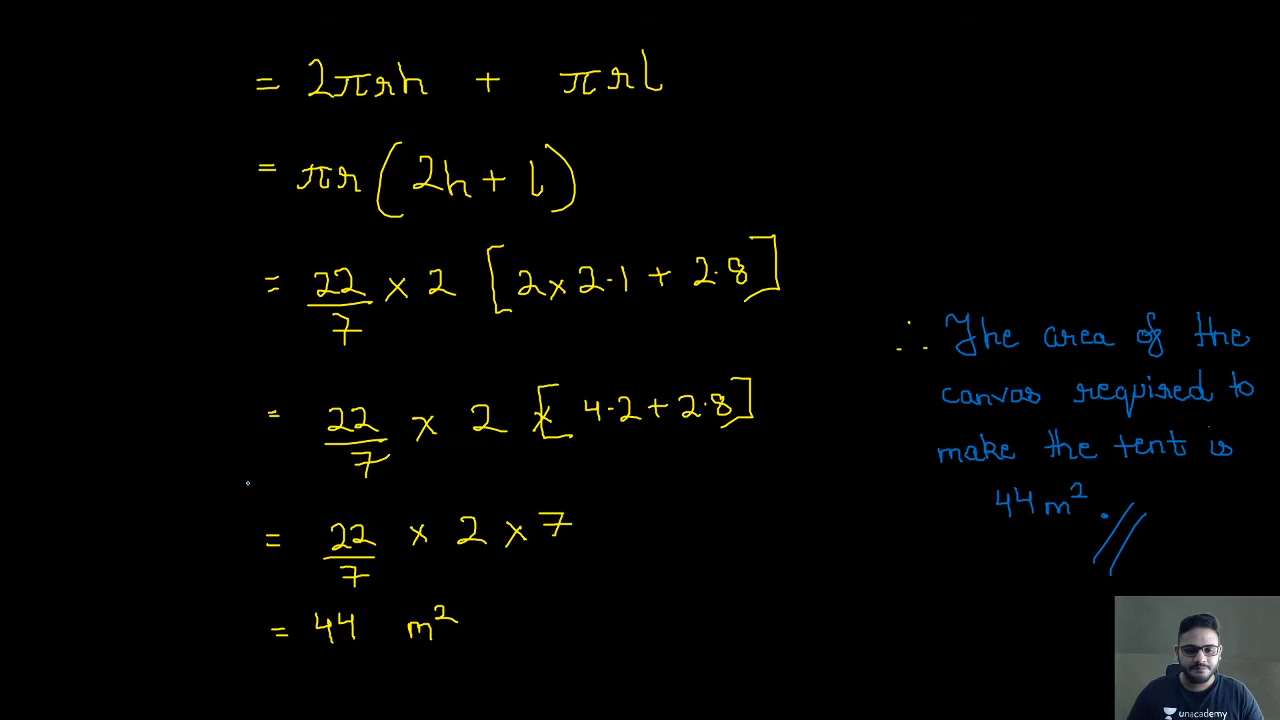 = 2πrh + πrl
= πr(2h + l)
= 22/7 × 2 [2×2·1 + 2·8]
= 22/7 × 2 × [4·2 + 2·8]
= 22/7 × 2 × 7
= 44 m²
∴ The area of the
canvas required to
make the tent is
44 m².//
unacademy